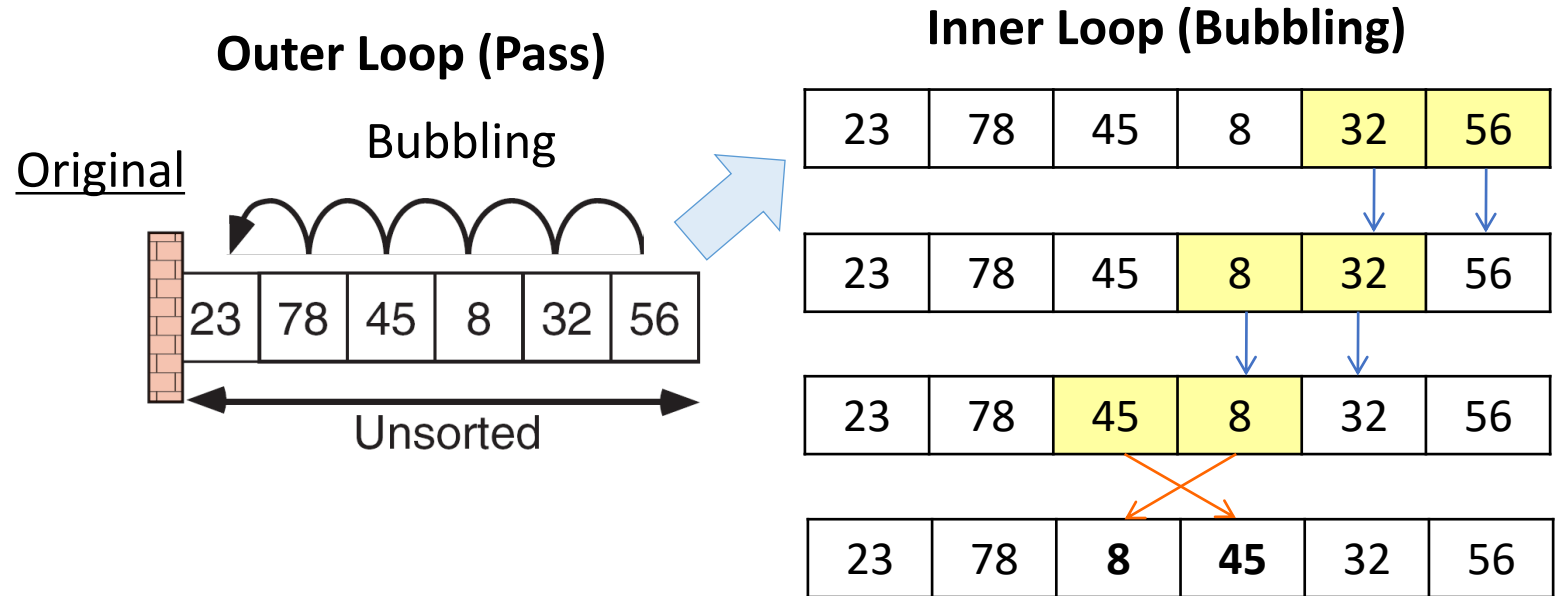 Outer Loop (Pass)
Bubbling
Original
23 78 45 8 32 56
Unsorted
Inner Loop (Bubbling)
23 78 45 8 32 56
23 78 45 8 32 56
23 78 45 8 32 56
23 78 8 45 32 56